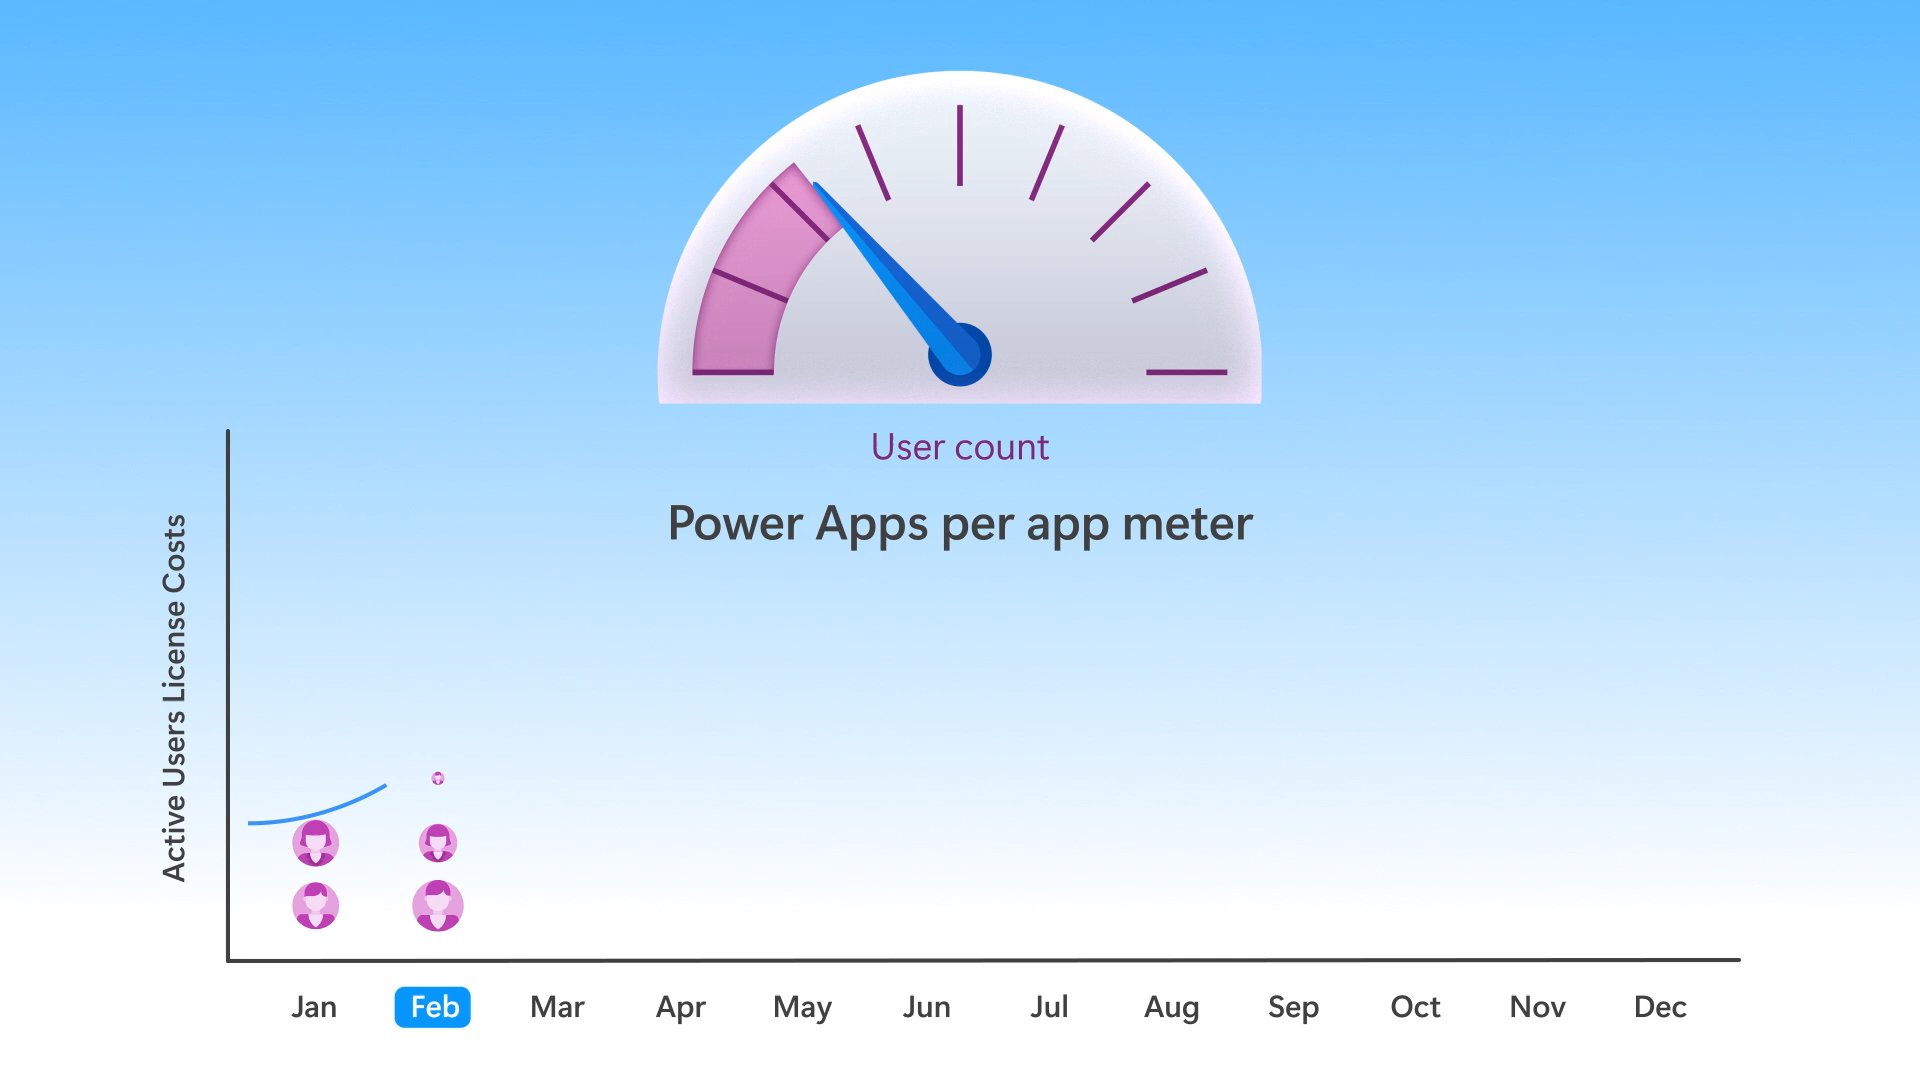 User count
Power Apps per app meter
Active Users License Costs
Jan Feb Mar Apr May Jun Jul Aug Sep Oct Nov Dec